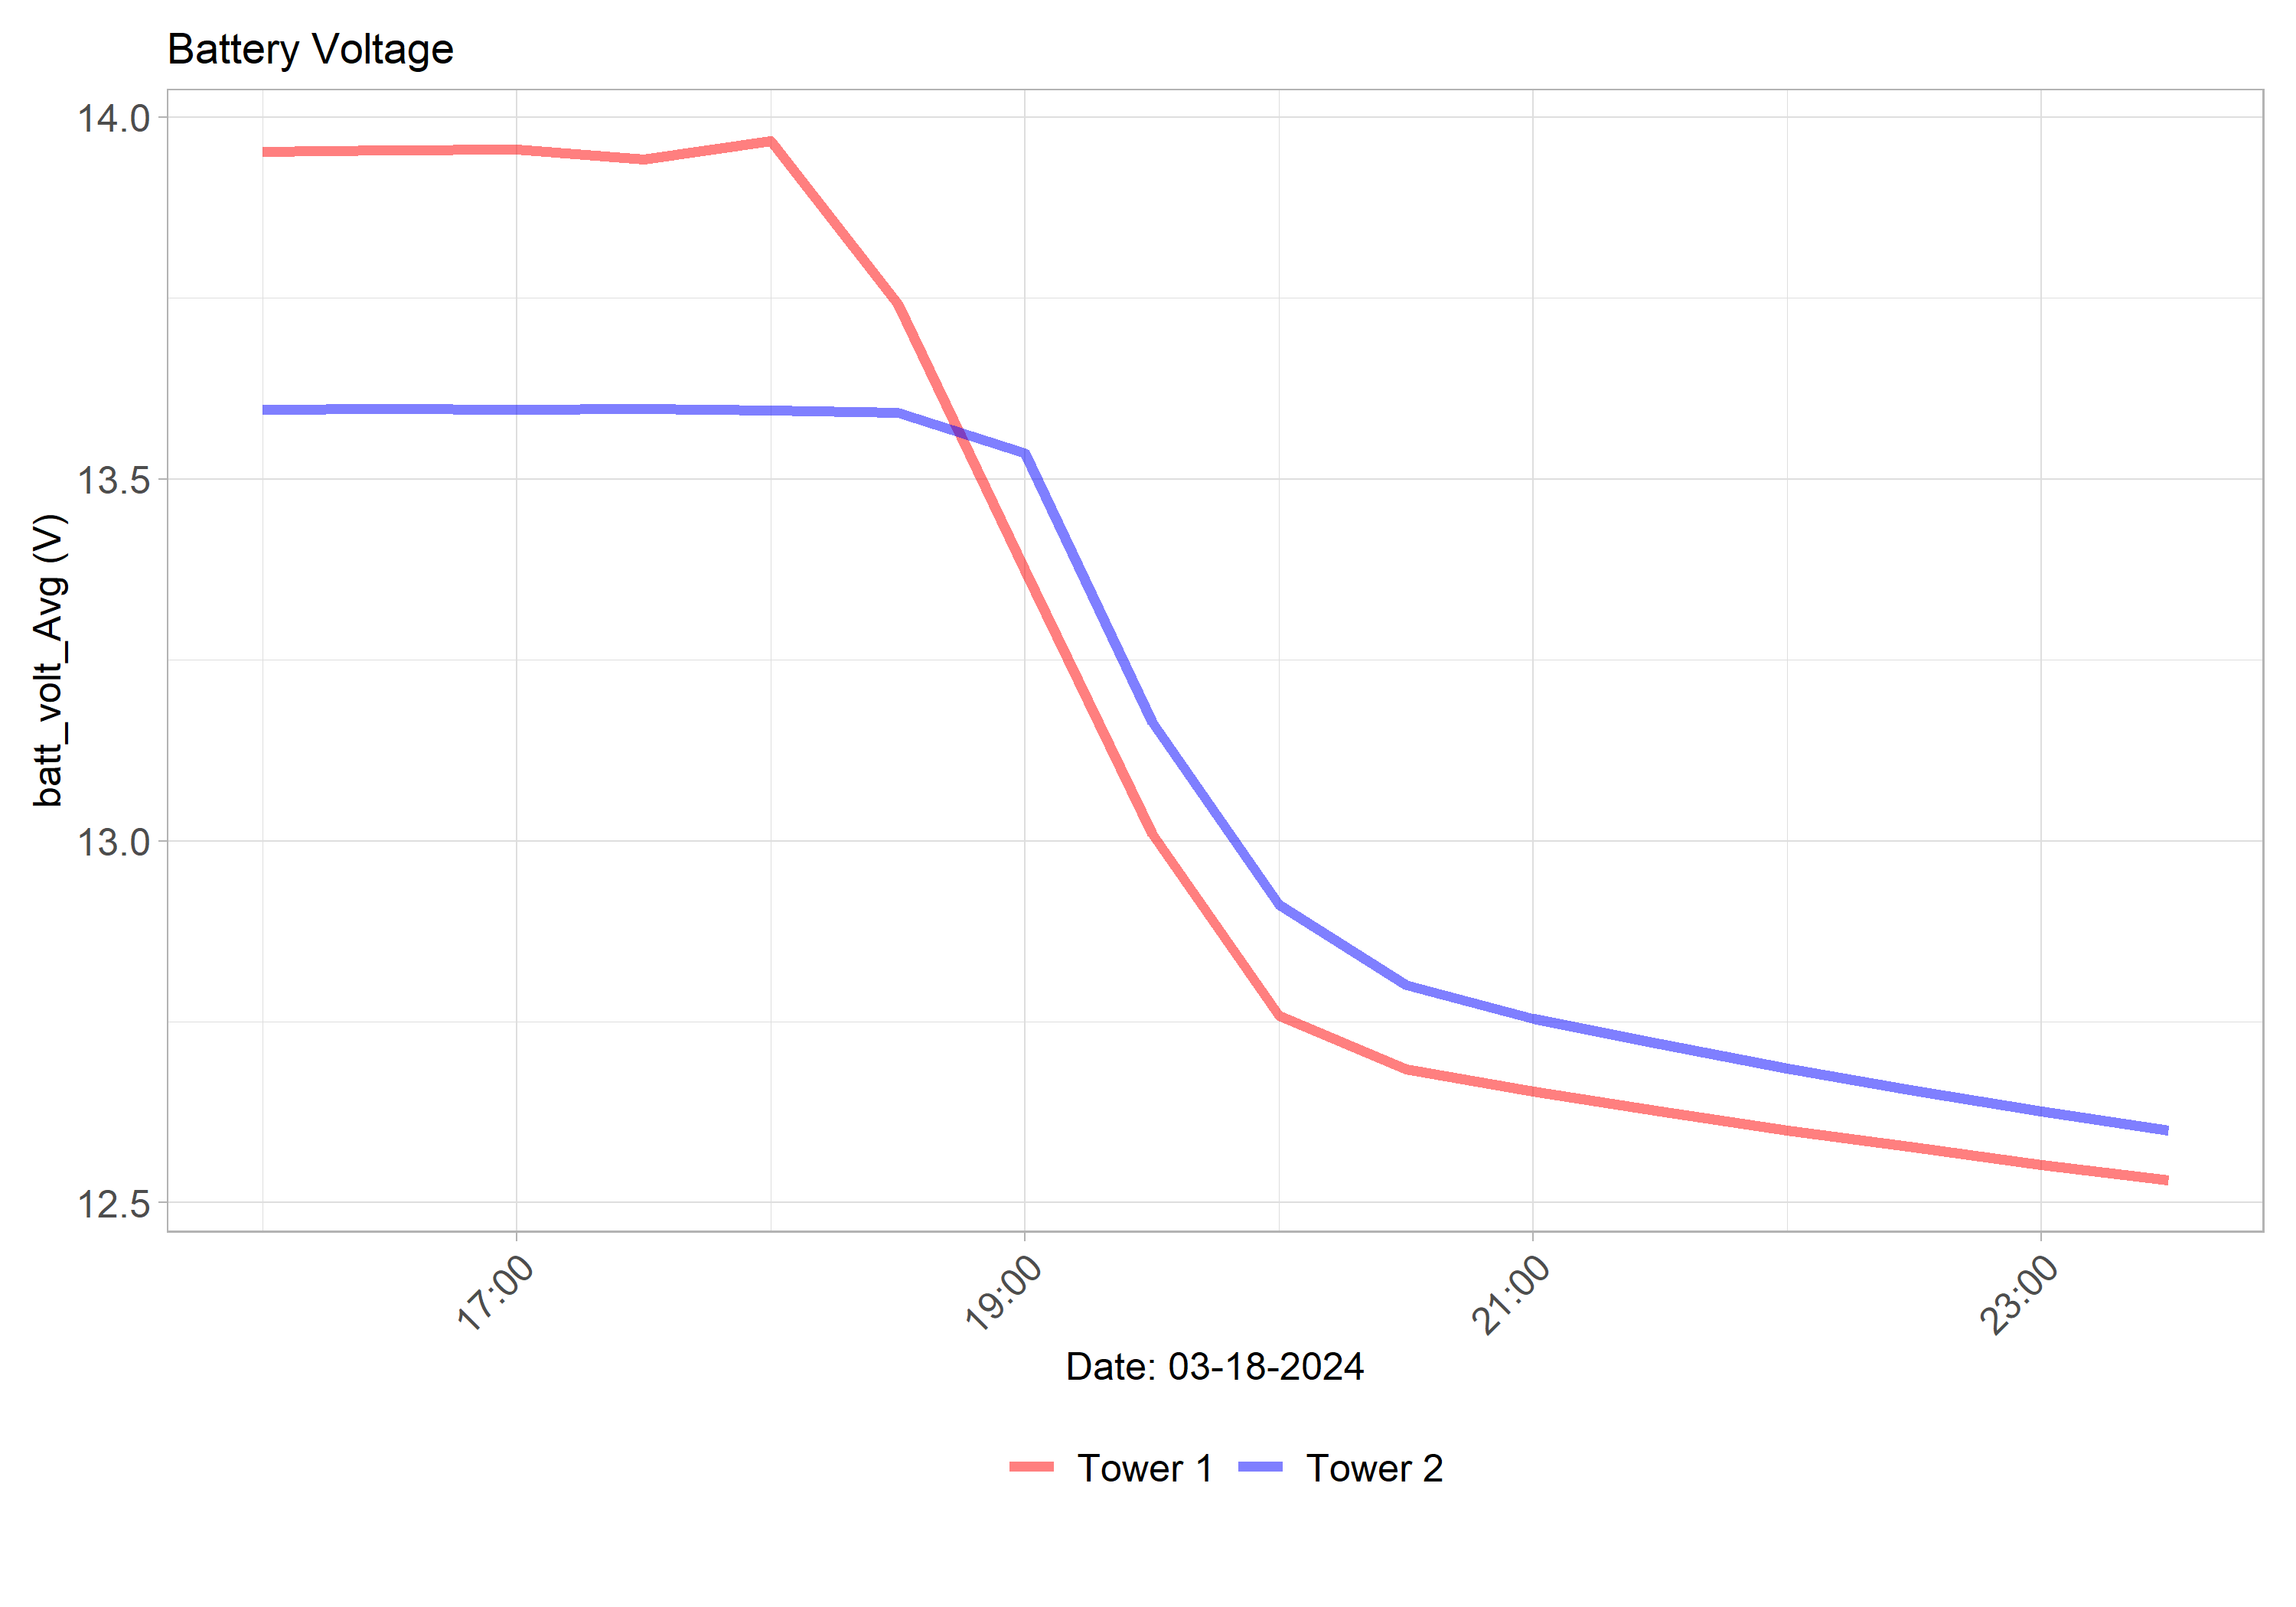 Battery Voltage
batt_volt_Avg (V)
14.0
13.5
13.0
12.5
17:00
19:00
21:00
23:00
Date: 03-18-2024
Tower 1
Tower 2